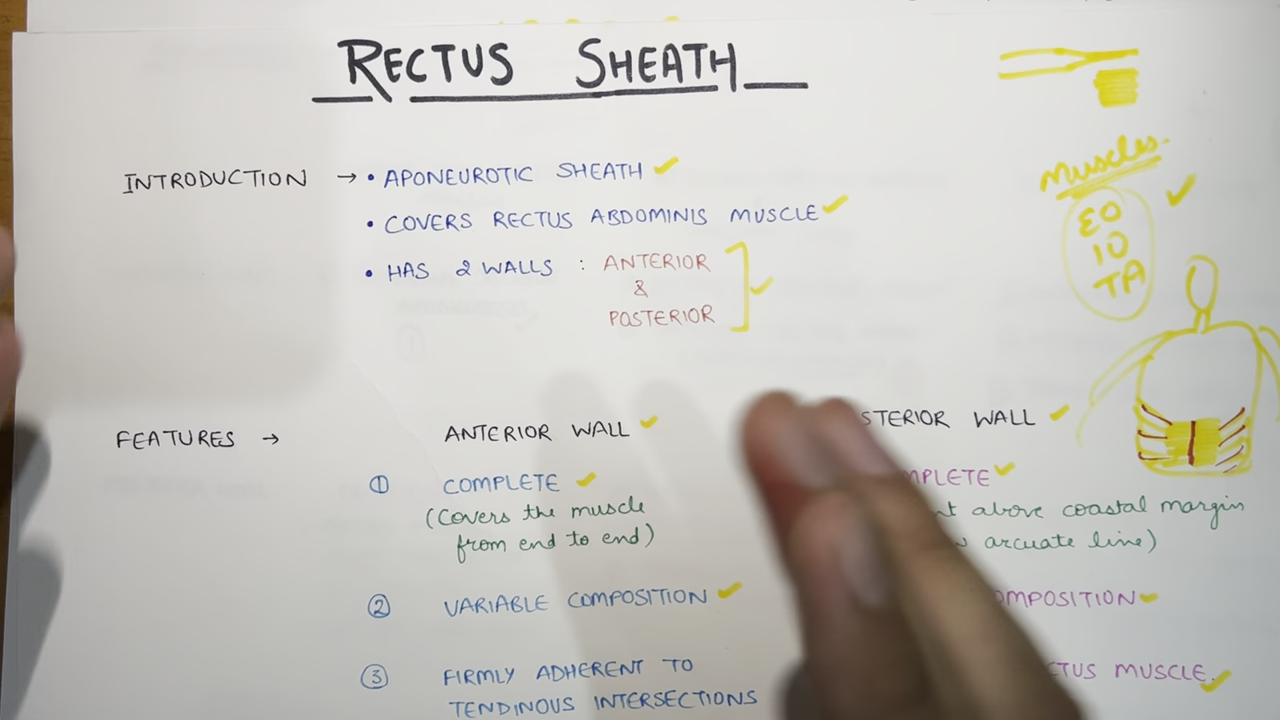 RECTUS SHEATH
INTRODUCTION → • APONEUROTIC SHEATH
• COVERS RECTUS ABDOMINIS MUSCLE
• HAS 2 WALLS : ANTERIOR
&
POSTERIOR
Muscles
EO
IO
TA
FEATURES → ANTERIOR WALL STERIOR WALL
① COMPLETE MPLETE
(Covers the muscle above coastal margin
from end to end) arcuate line)
② VARIABLE COMPOSITION OMPOSITION
③ FIRMLY ADHERENT TO CTUS MUSCLE.
TENDINOUS INTERSECTIONS